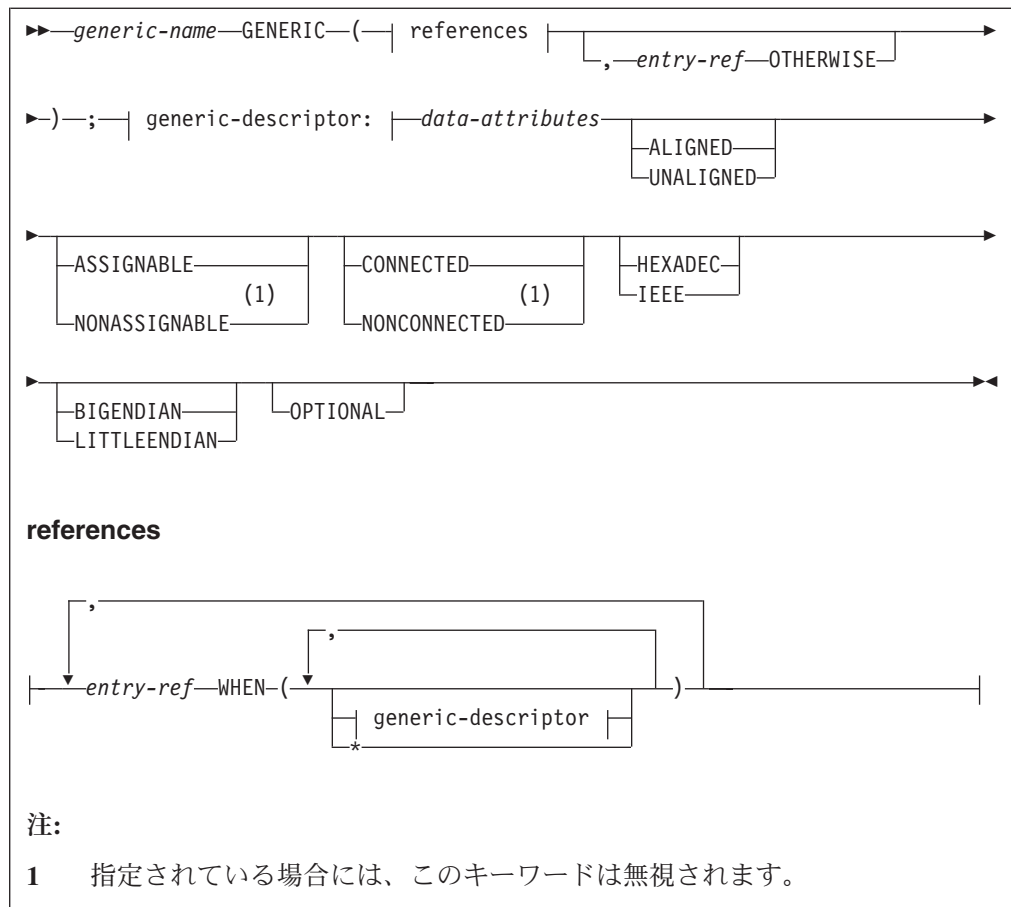 generic-name GENERIC ( references
, entry-ref OTHERWISE
) ; generic-descriptor: data-attributes
ALIGNED
UNALIGNED
ASSIGNABLE CONNECTED HEXADEC
(1) (1) IEEE
NONASSIGNABLE NONCONNECTED
BIGENDIAN OPTIONAL
LITTLEENDIAN
references
,
,
entry-ref WHEN ( )
generic-descriptor
*
注:
1 指定されている場合には、このキーワードは無視されます。